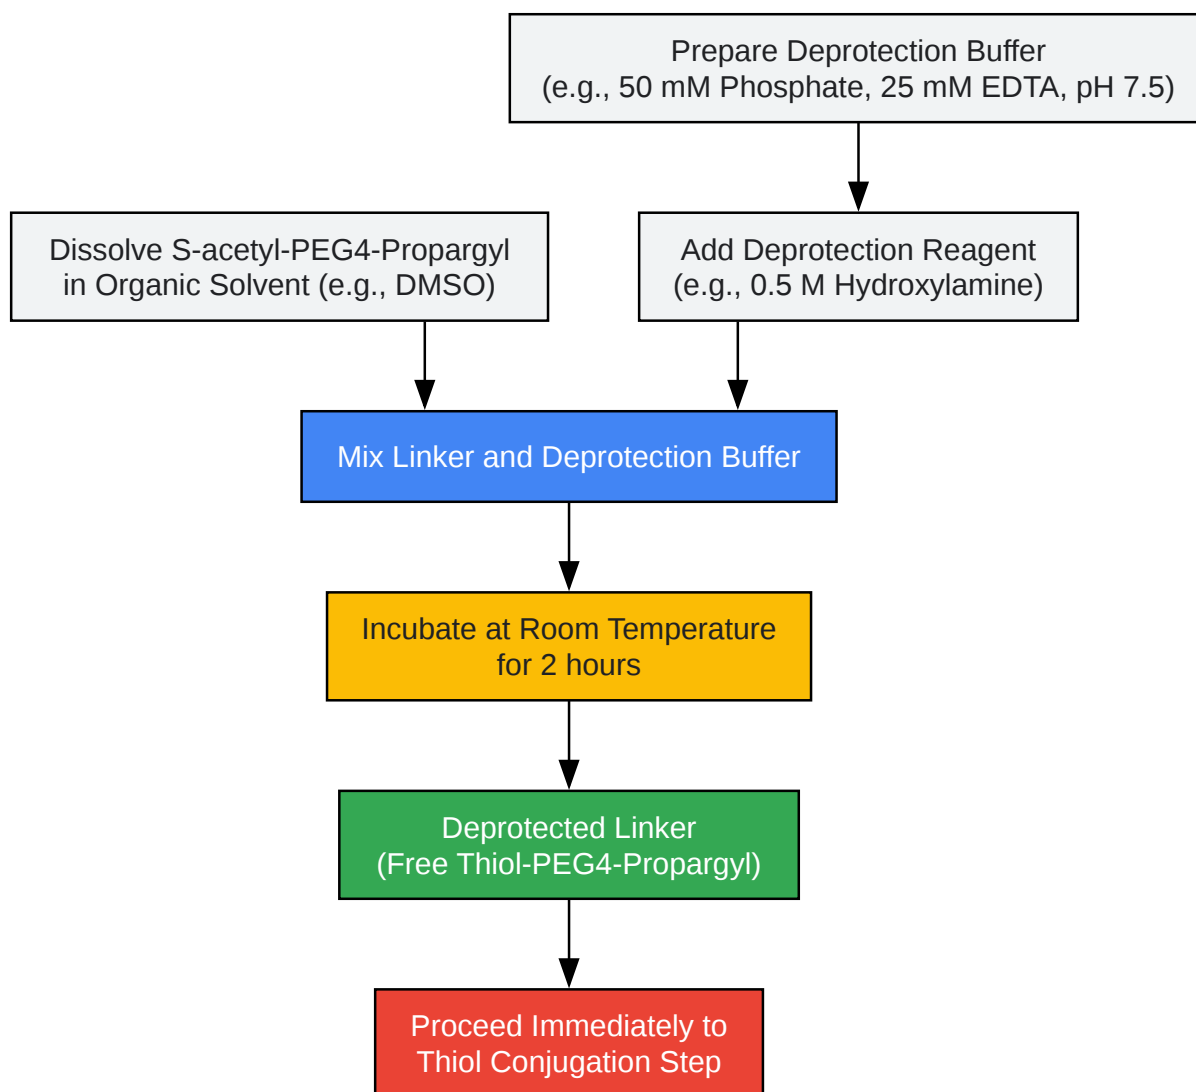 Prepare Deprotection Buffer
(e.g., 50 mM Phosphate, 25 mM EDTA, pH 7.5)
Dissolve S-acetyl-PEG4-Propargyl
in Organic Solvent (e.g., DMSO)
Add Deprotection Reagent
(e.g., 0.5 M Hydroxylamine)
Mix Linker and Deprotection Buffer
Incubate at Room Temperature
for 2 hours
Deprotected Linker
(Free Thiol-PEG4-Propargyl)
Proceed Immediately to
Thiol Conjugation Step